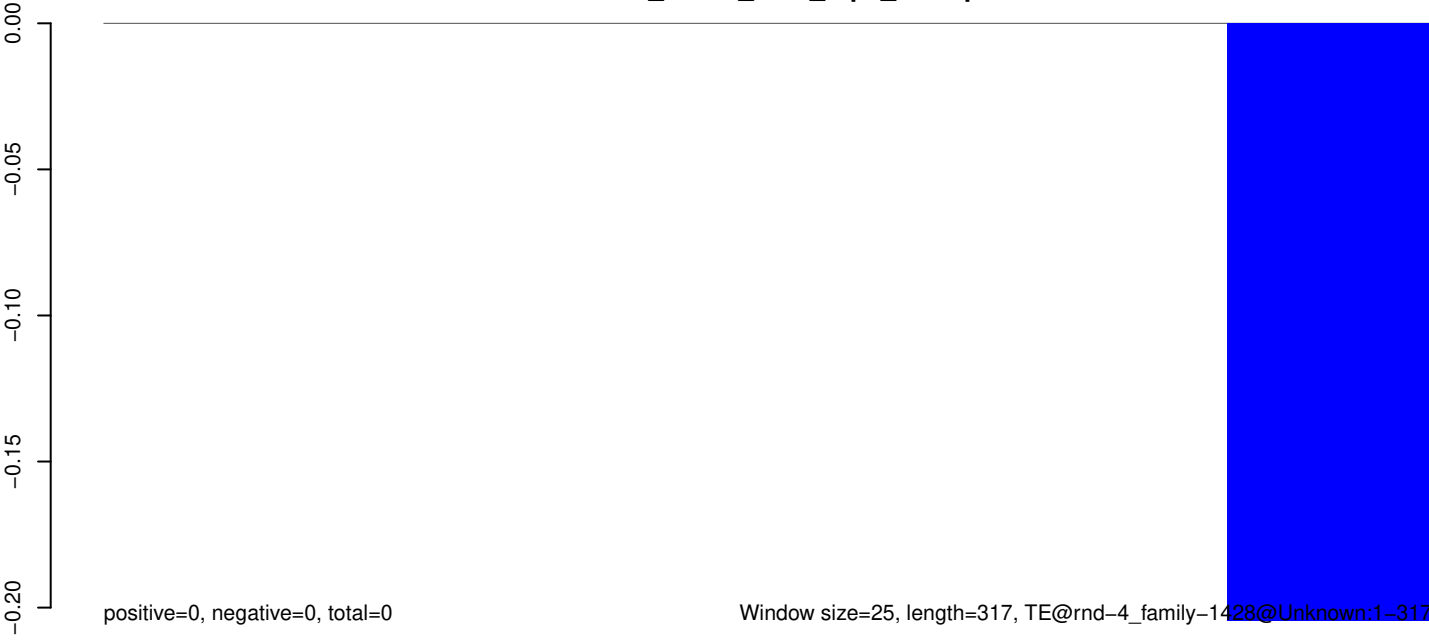 0.00
−0.05
−0.10
−0.15
−0.20
positive=0, negative=0, total=0
Window size=25, length=317, TE@rnd−4_family−1428@Unknown:1−317